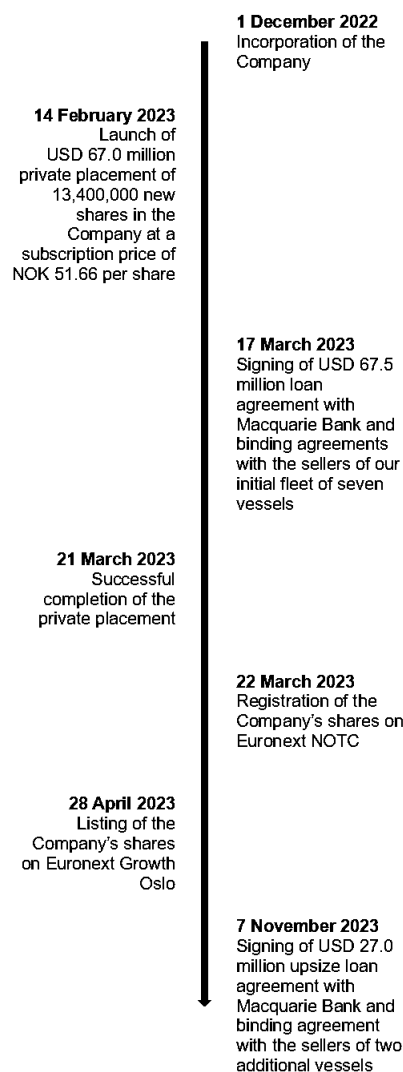 1 December 2022
Incorporation of the
Company
14 February 2023
Launch of
USD 67.0 million
private placement of
13,400,000 new
shares in the
Company at a
subscription price of
NOK 51.66 per share
17 March 2023
Signing of USD 67.5
million loan
agreement with
Macquarie Bank and
binding agreements
with the sellers of our
initial fleet of seven
vessels
21 March 2023
Successful
completion of the
private placement
22 March 2023
Registration of the
Company's shares on
Euronext NOTC
28 April 2023
Listing of the
Company's shares
on Euronext Growth
Oslo
7 November 2023
Signing of USD 27.0
million upsize loan
agreement with
Macquarie Bank and
binding agreement
with the sellers of two
additional vessels